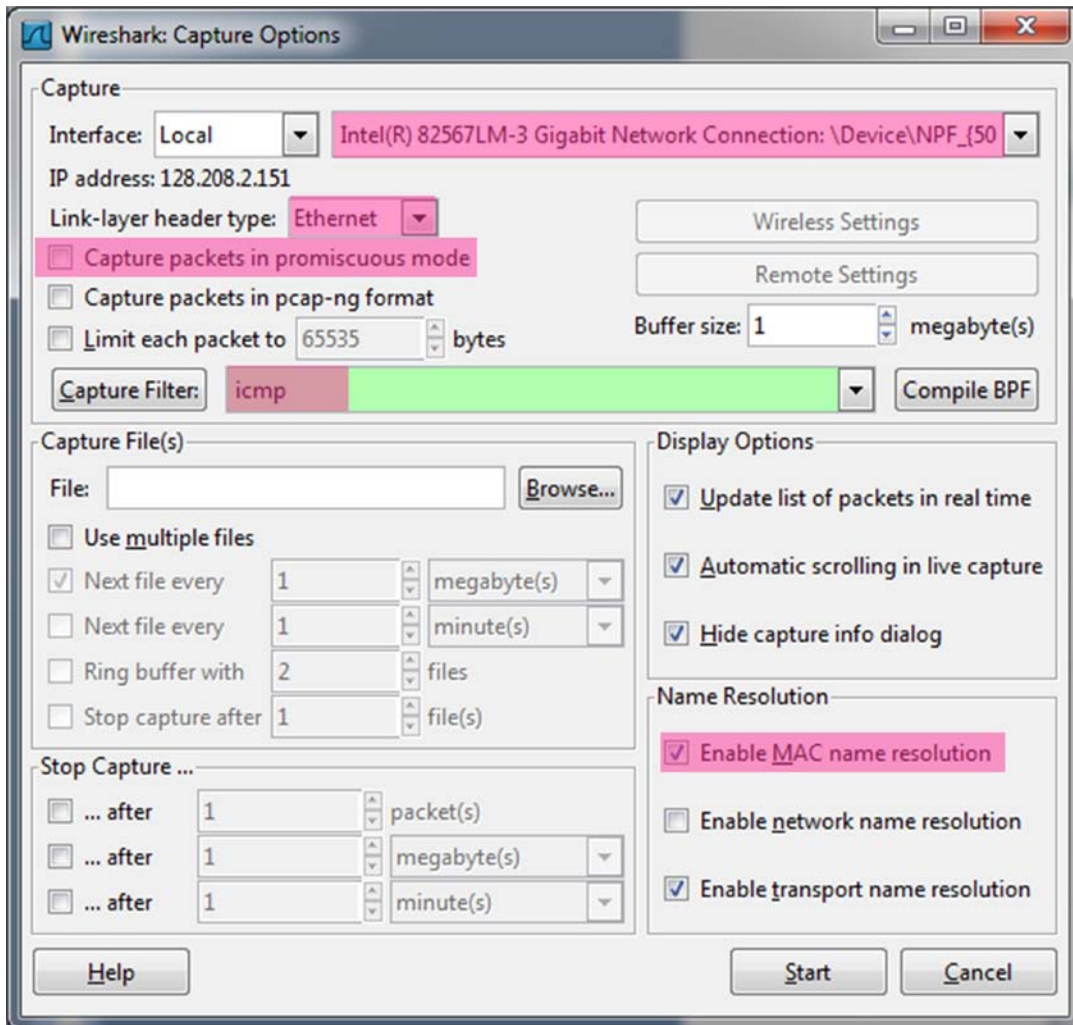 Wireshark: Capture Options
Capture
Interface: Local Intel(R) 82567LM-3 Gigabit Network Connection: \Device\NPF_{50
IP address: 128.208.2.151
Link-layer header type: Ethernet
Wireless Settings
Capture packets in promiscuous mode
Remote Settings
Capture packets in pcap-ng format
Limit each packet to 65535 bytes
Buffer size: 1 megabyte(s)
Capture Filter: icmp Compile BPF
Capture File(s)
File: Browse...
Use multiple files
Next file every 1 megabyte(s)
Next file every 1 minute(s)
Ring buffer with 2 files
Stop capture after 1 file(s)
Display Options
Update list of packets in real time
Automatic scrolling in live capture
Hide capture info dialog
Stop Capture ...
... after 1 packet(s)
... after 1 megabyte(s)
... after 1 minute(s)
Name Resolution
Enable MAC name resolution
Enable network name resolution
Enable transport name resolution
Help Start Cancel